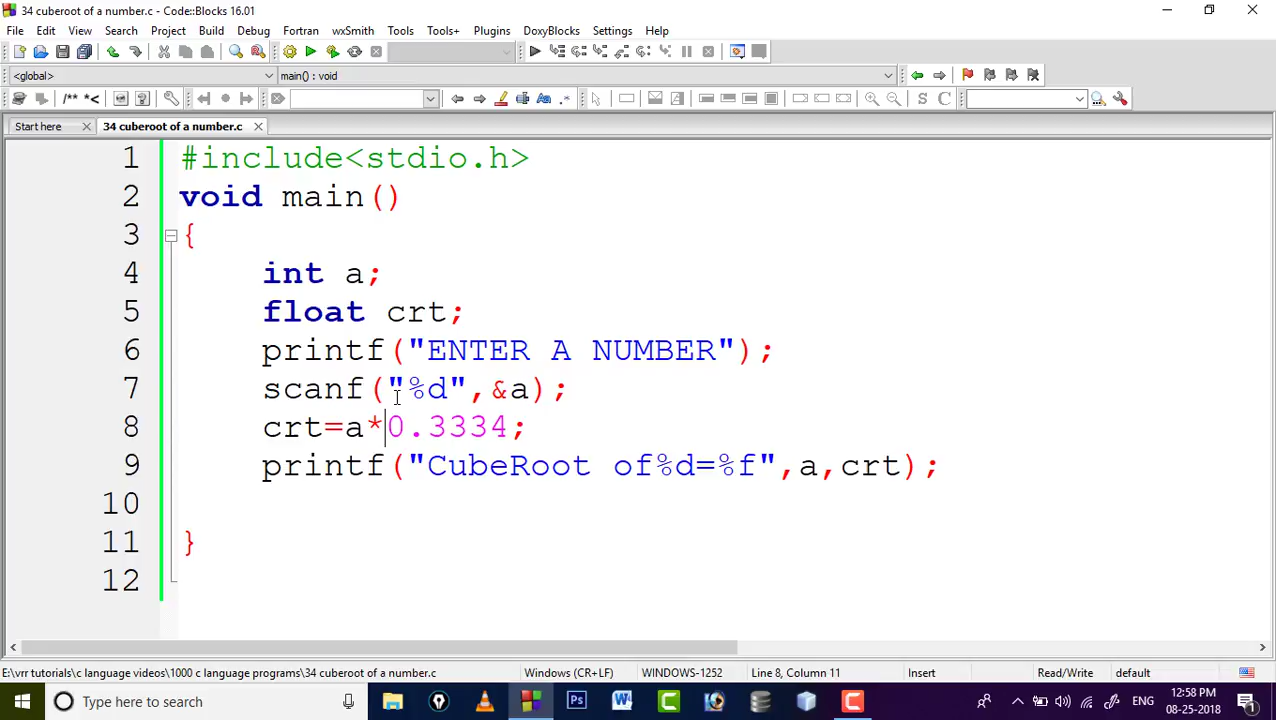 34 cuberoot of a number.c - Code::Blocks 16.01
File Edit View Search Project Build Debug Fortran wxSmith Tools Tools+ Plugins DoxyBlocks Settings Help
<global> main() : void
/** *< S C
Start here 34 cuberoot of a number.c
1 #include<stdio.h>
2 void main()
3 {
4 int a;
5 float crt;
6 printf("ENTER A NUMBER");
7 scanf("%d",&a);
8 crt=a*0.3334;
9 printf("CubeRoot of%d=%f",a,crt);
10
11 }
12
E:\vrr tutorials\c language videos\1000 c language programs\34 cuberoot of a number.c Windows (CR+LF) WINDOWS-1252 Line 8, Column 11 Insert Read/Write default
Type here to search ENG 12:58 PM
08-25-2018